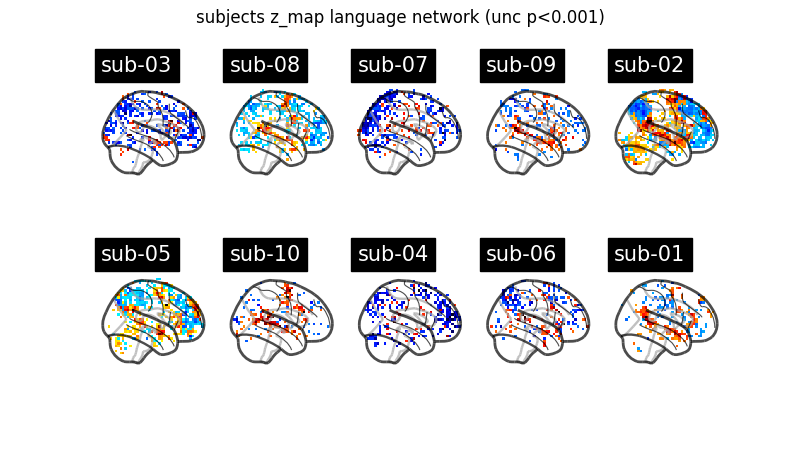 subjects z_map language network (unc p<0.001)
sub-03
sub-08
sub-07
sub-09
sub-02
sub-05
sub-10
sub-04
sub-06
sub-01